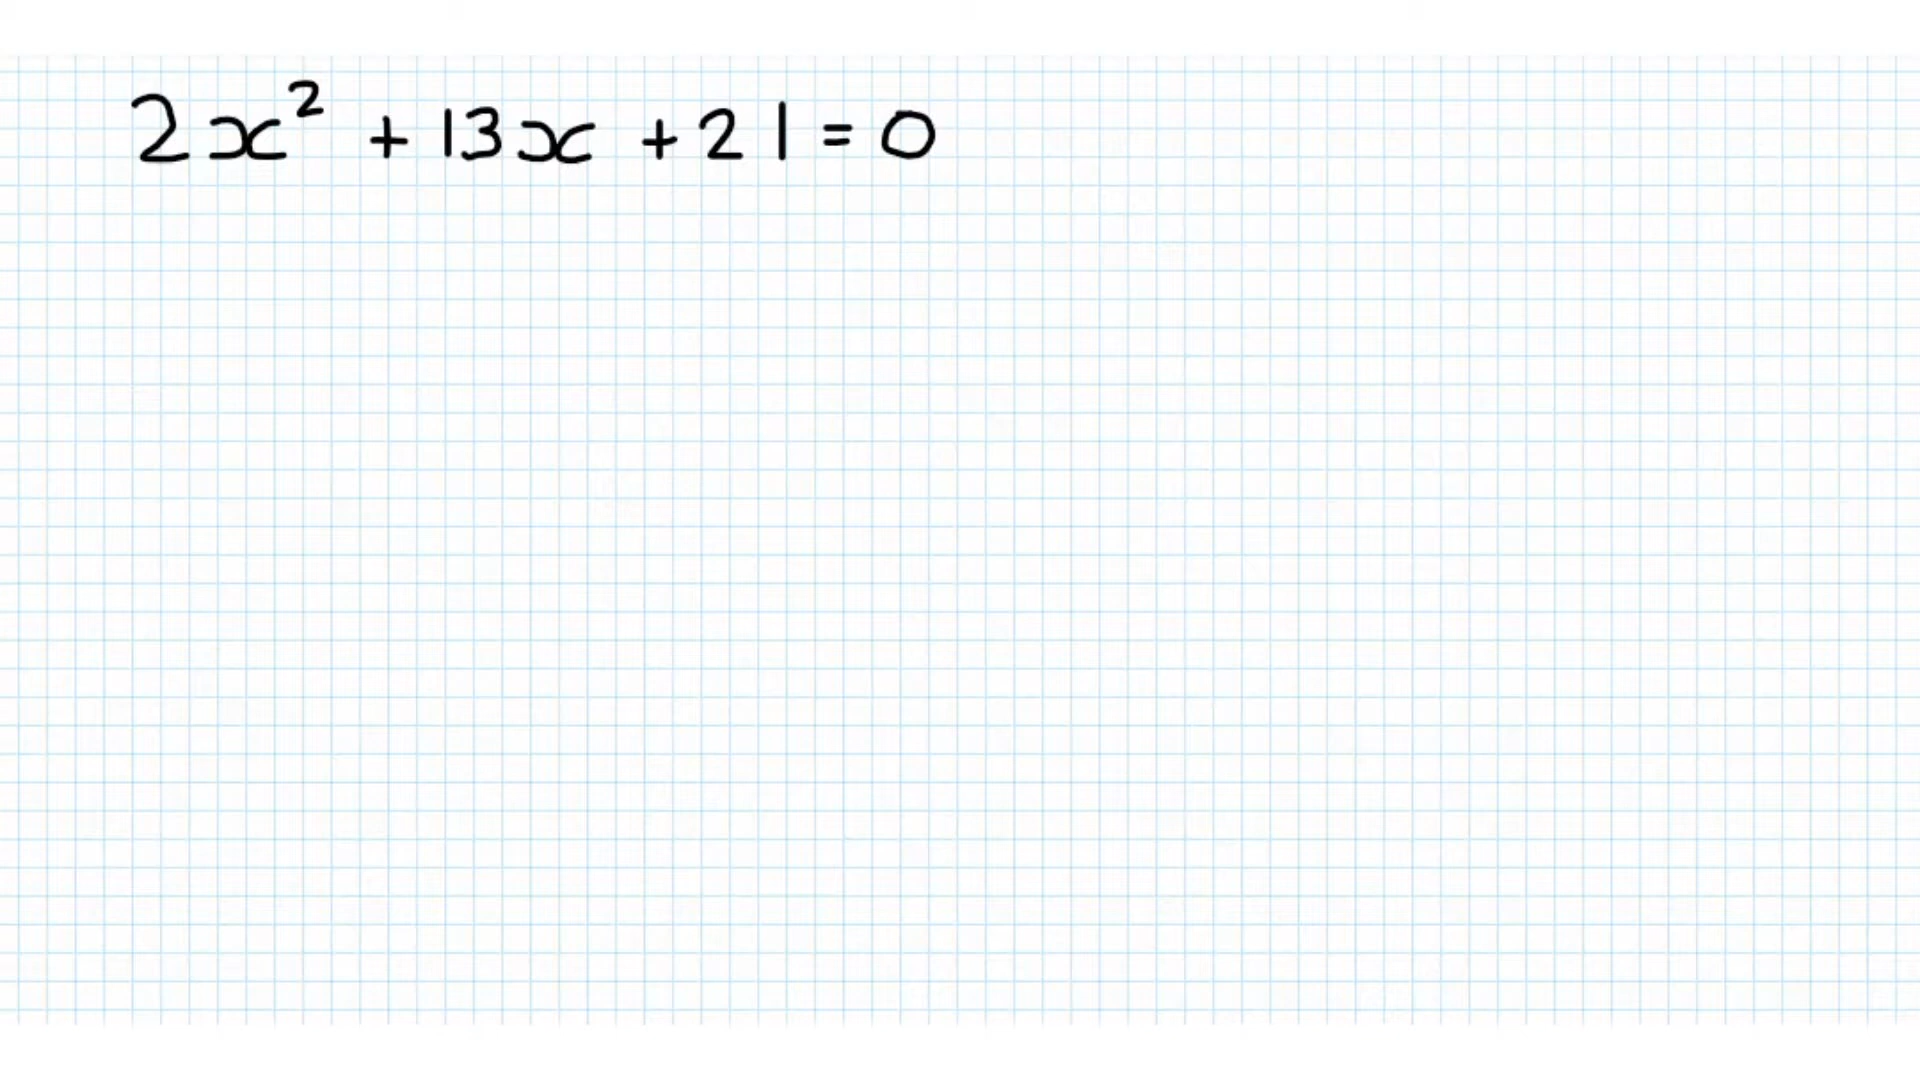 2x² + 13x + 21 = 0